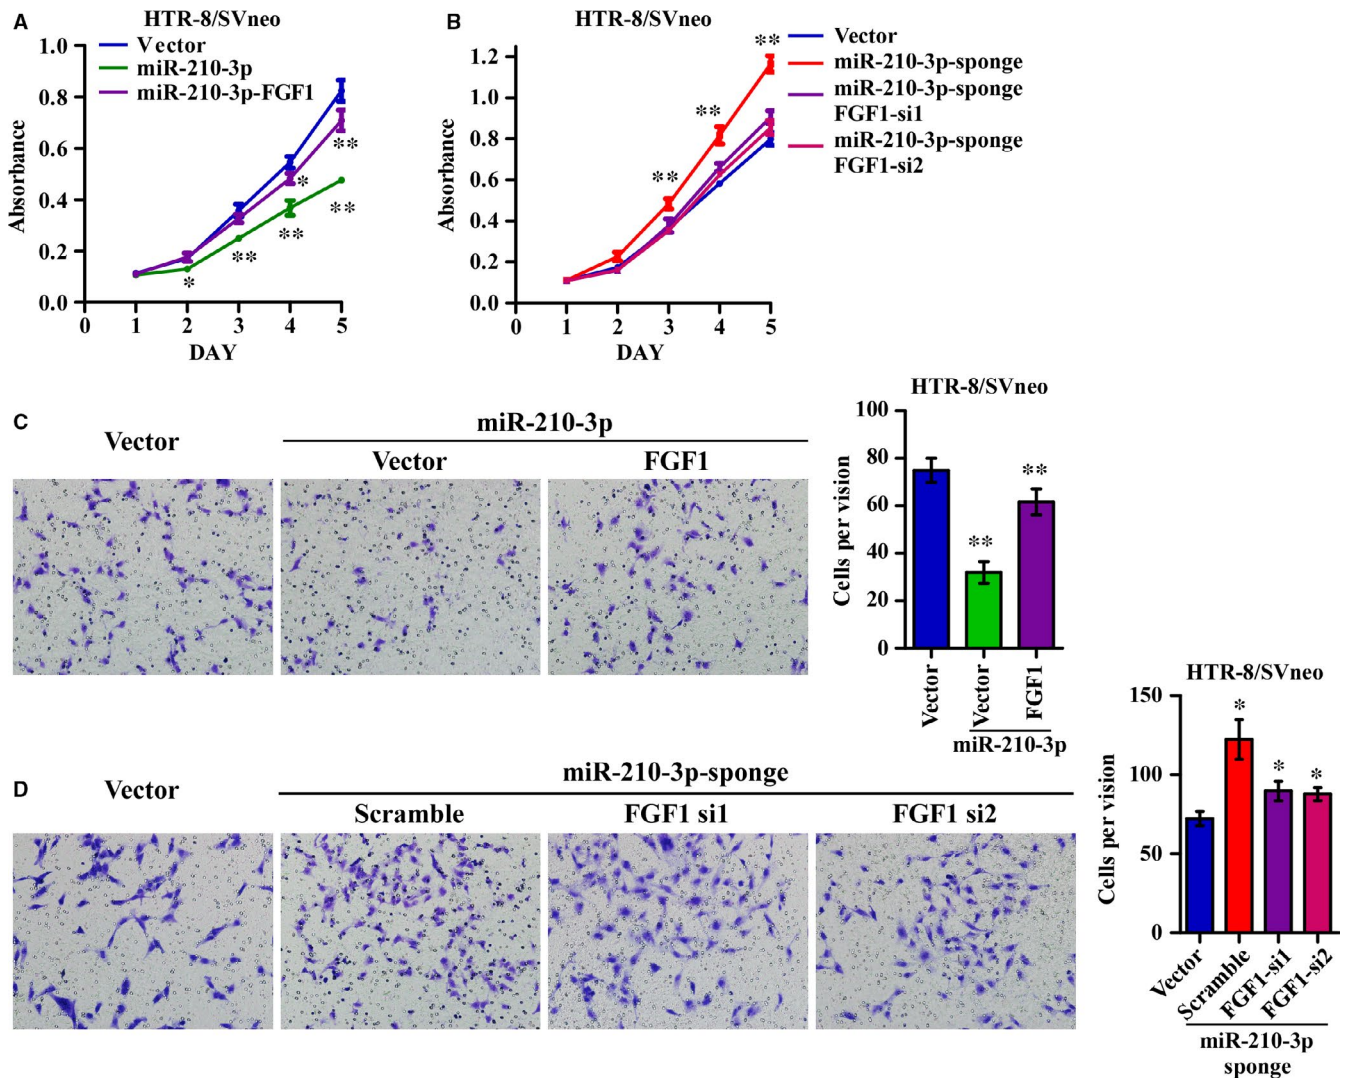 A
HTR-8/SVneo
Vector
miR-210-3p
miR-210-3p-FGF1
Absorbance
1.0
0.8
0.6
0.4
0.2
0.0
**
*
**
**
**
*
0
1
2
3
4
5
DAY
B
HTR-8/SVneo
Vector
miR-210-3p-sponge
miR-210-3p-sponge
FGF1-si1
miR-210-3p-sponge
FGF1-si2
Absorbance
1.2
1.0
0.8
0.6
0.4
0.2
0.0
**
**
**
0
1
2
3
4
5
DAY
C
Vector
miR-210-3p
Vector
FGF1
HTR-8/SVneo
Cells per vision
100
80
60
40
20
0
**
**
Vector
Vector
FGF1
miR-210-3p
D
Vector
miR-210-3p-sponge
Scramble
FGF1 si1
FGF1 si2
HTR-8/SVneo
Cells per vision
150
100
50
0
*
*
*
Vector
Scramble
FGF1-si1
FGF1-si2
miR-210-3p
sponge